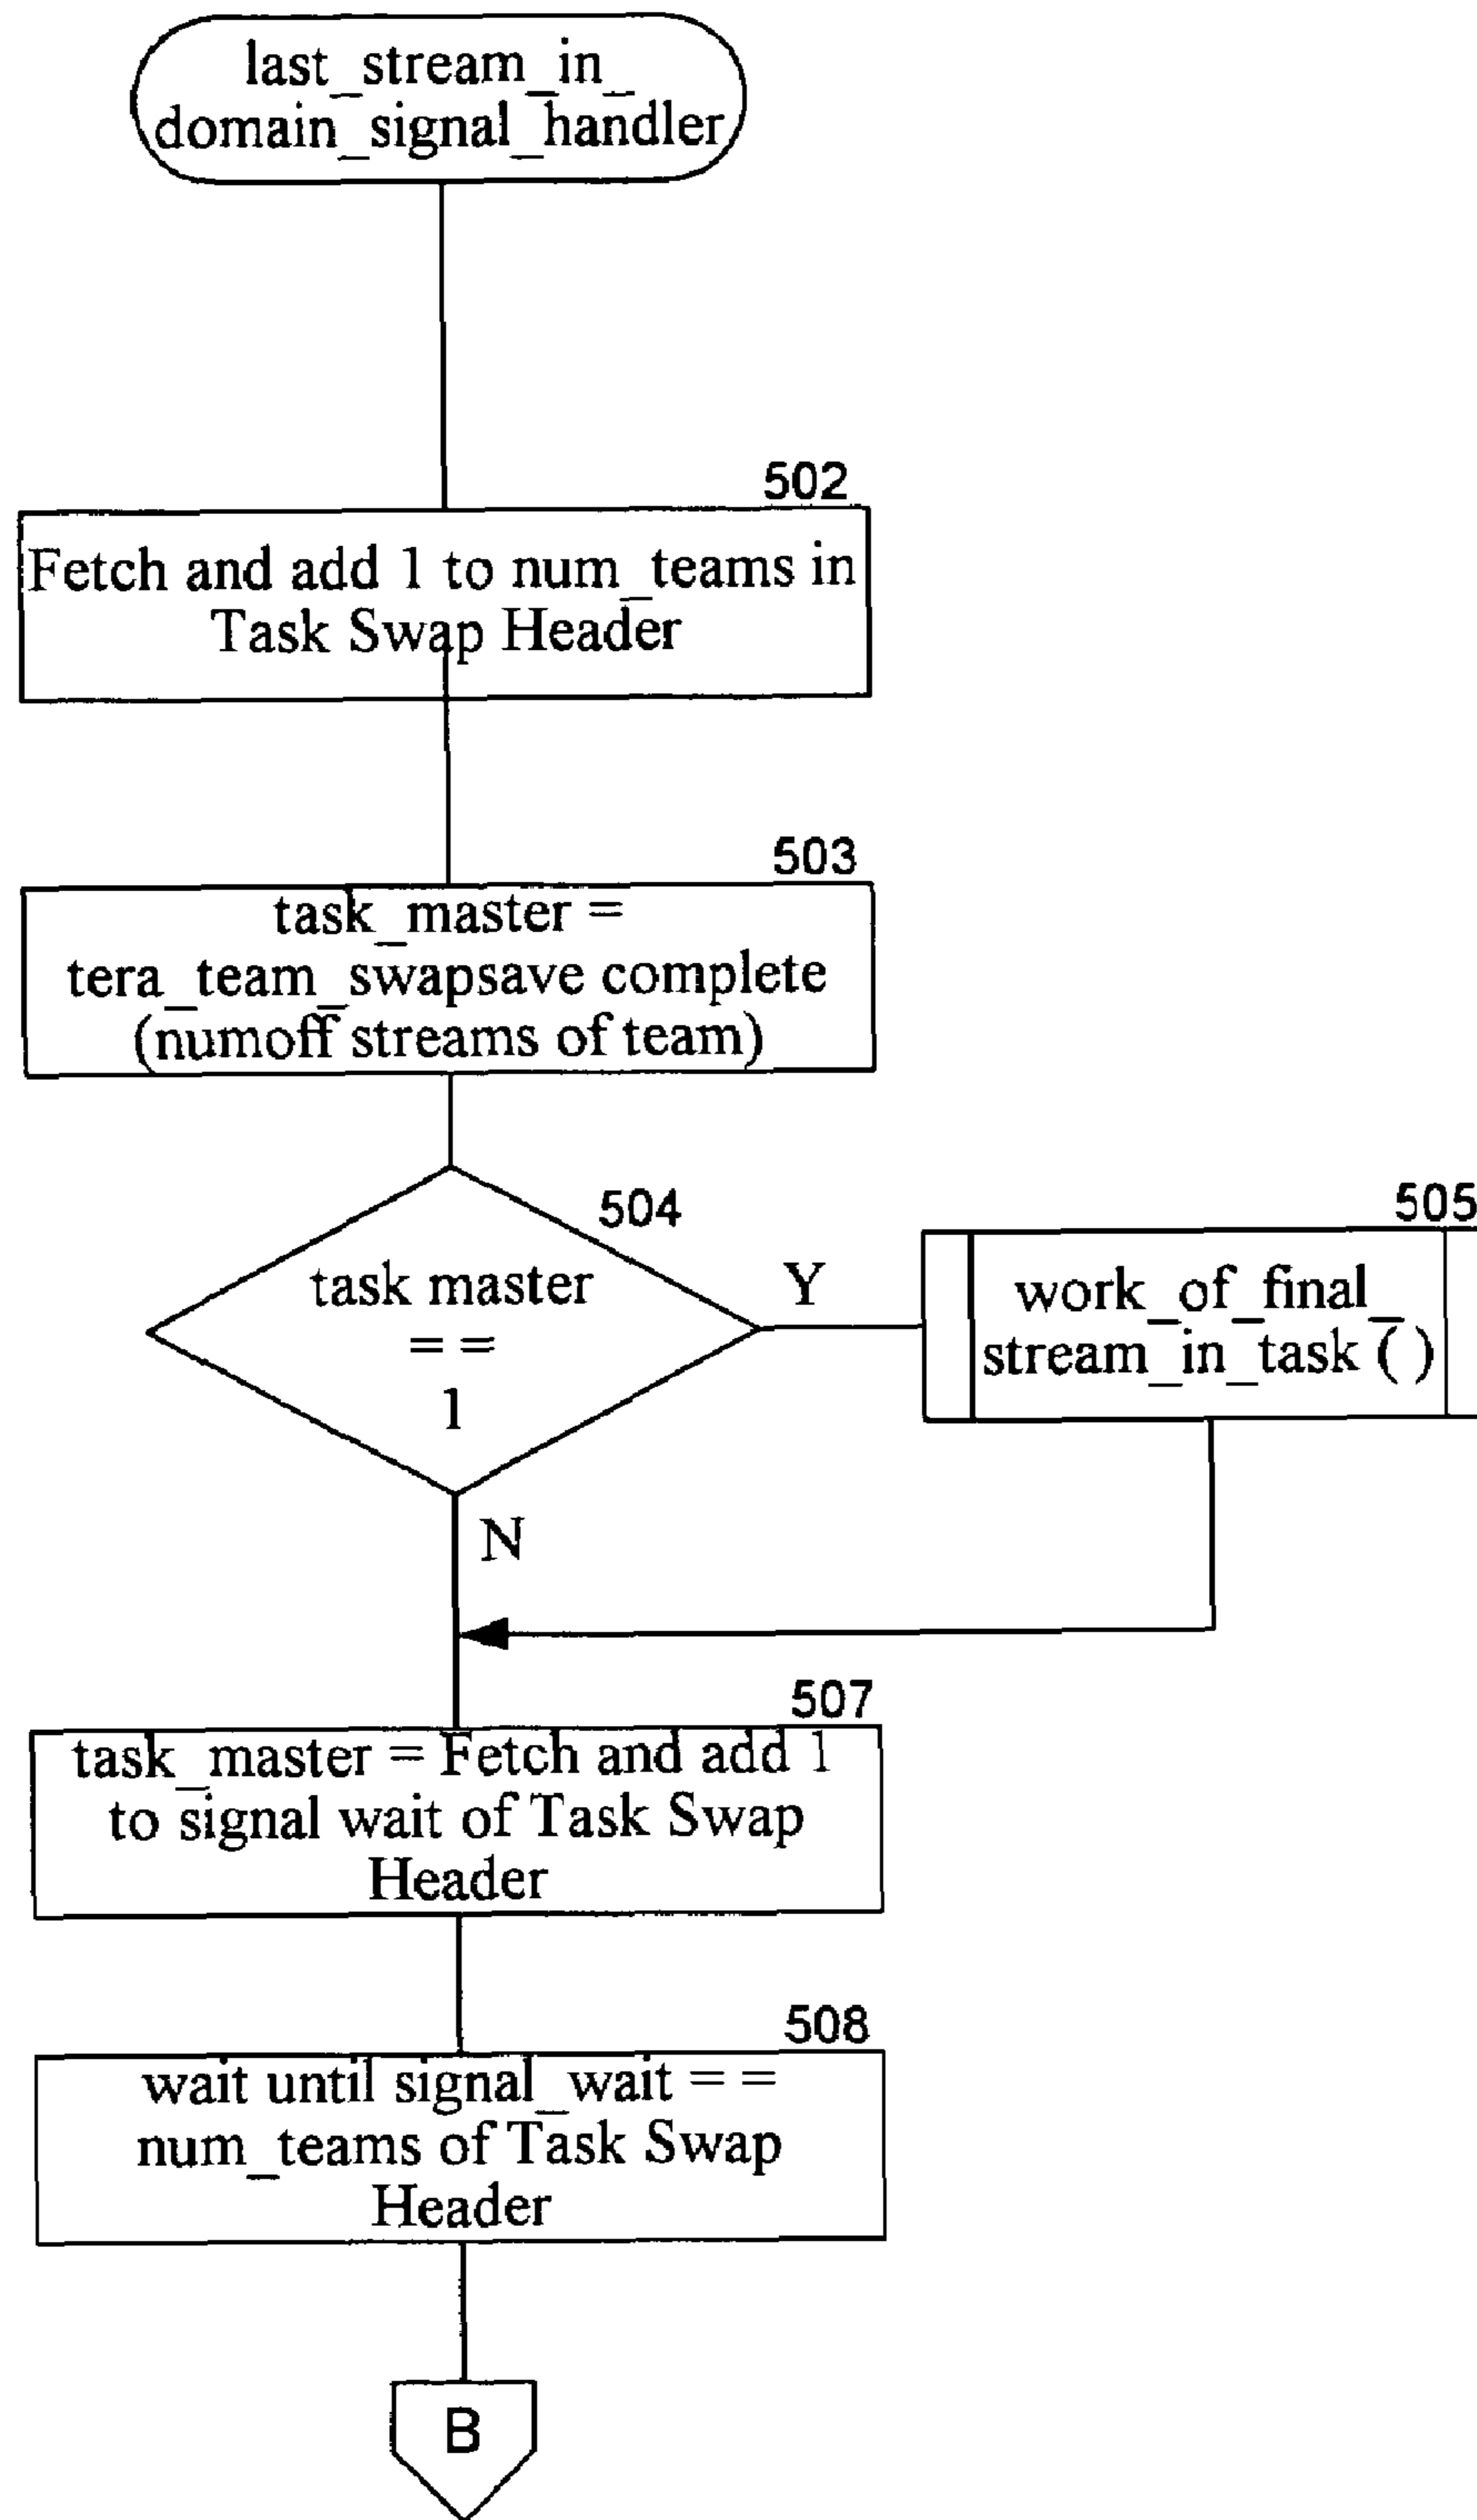 last_stream_in_
domain_signal_handler
502
Fetch and add 1 to num_teams in
Task Swap Header
503
task_master =
tera_team_swapsave complete
(numoff streams of team)
504
task master
==
1
Y
505
work_of_final_
stream_in_task ( )
N
507
task_master = Fetch and add 1
to signal wait of Task Swap
Header
508
wait until signal_wait ==
num_teams of Task Swap
Header
B